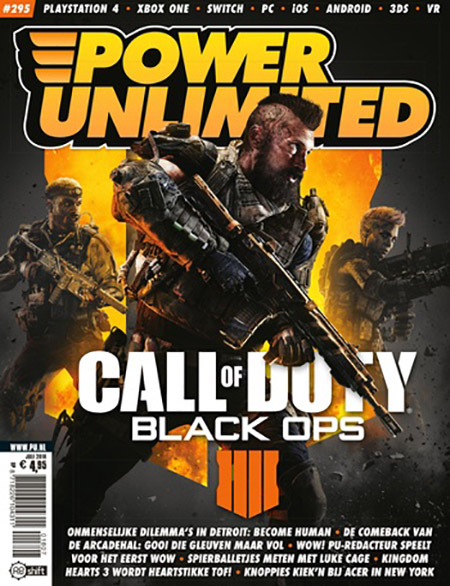 #295 PLAYSTATION 4 • XBOX ONE • SWITCH • PC • iOS • ANDROID • 3DS • VR
POWER
UNLIMITED
CALL OF DUTY
BLACK OPS
IIII
WWW.PU.NL
JULI 2018
€ 4,95
01807
ONMENSELIJKE DILEMMA'S IN DETROIT: BECOME HUMAN • DE COMEBACK VAN
DE ARCADEHAL: GOOI DIE GLEUVEN MAAR VOL • WOW! PU-REDACTEUR SPEELT
VOOR HET EERST WOW • SPIERBALLETJES METEN MET LUKE CAGE • KINGDOM
HEARTS 3 WORDT HEARTSTIKKE TOF! • KNOPPIES KIEK'N BIJ ACER IN NEW YORK